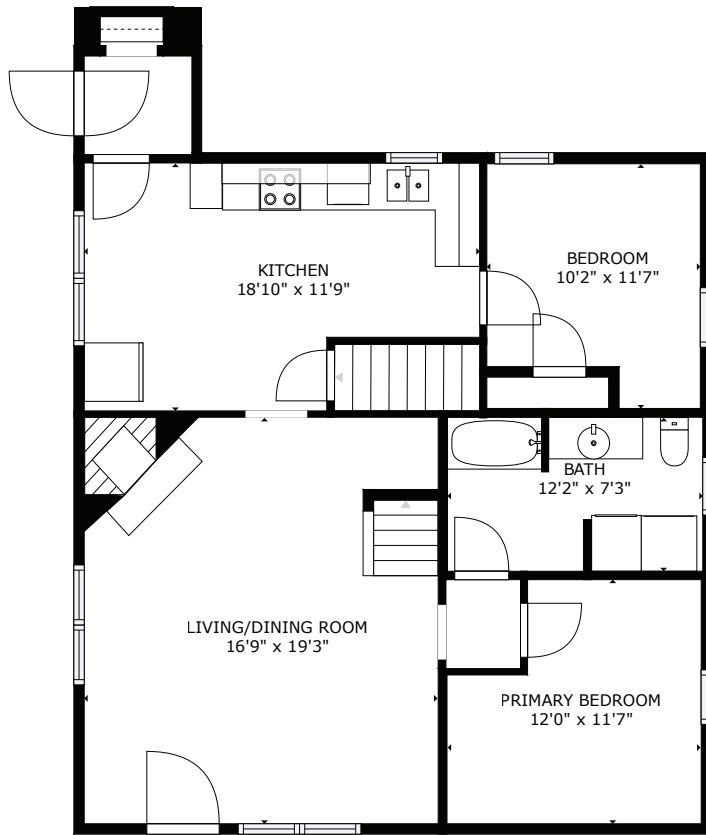 KITCHEN
18'10" x 11'9"
BEDROOM
10'2" x 11'7"
BATH
12'2" x 7'3"
LIVING/DINING ROOM
16'9" x 19'3"
PRIMARY BEDROOM
12'0" x 11'7"